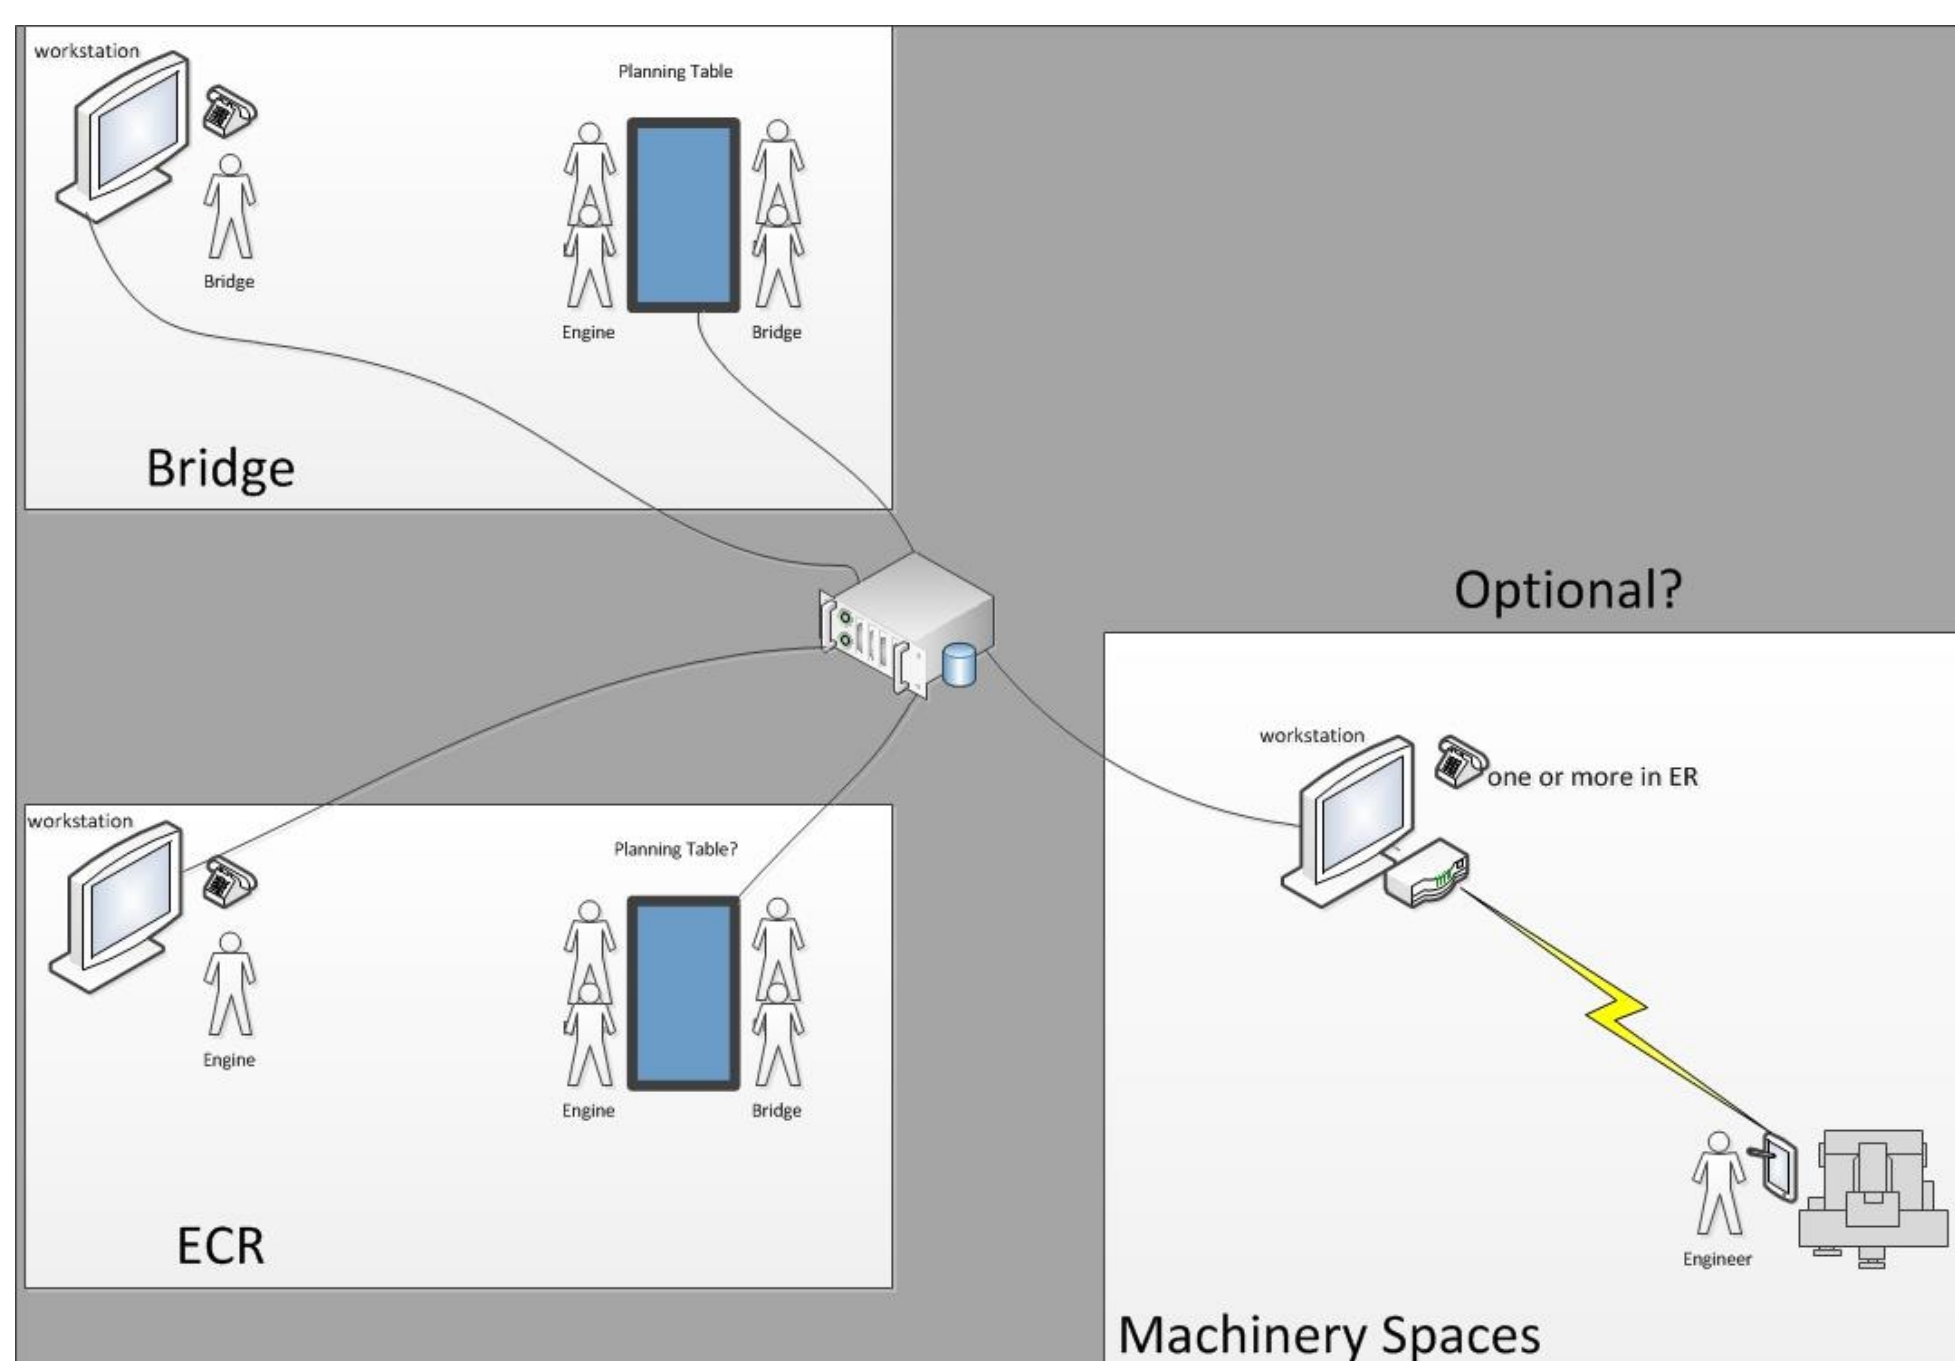 workstation
Planning Table
Bridge
Engine
Bridge
Bridge
Optional?
workstation
one or more in ER
workstation
Planning Table?
Engine
Engine
Bridge
ECR
Engineer
Machinery Spaces